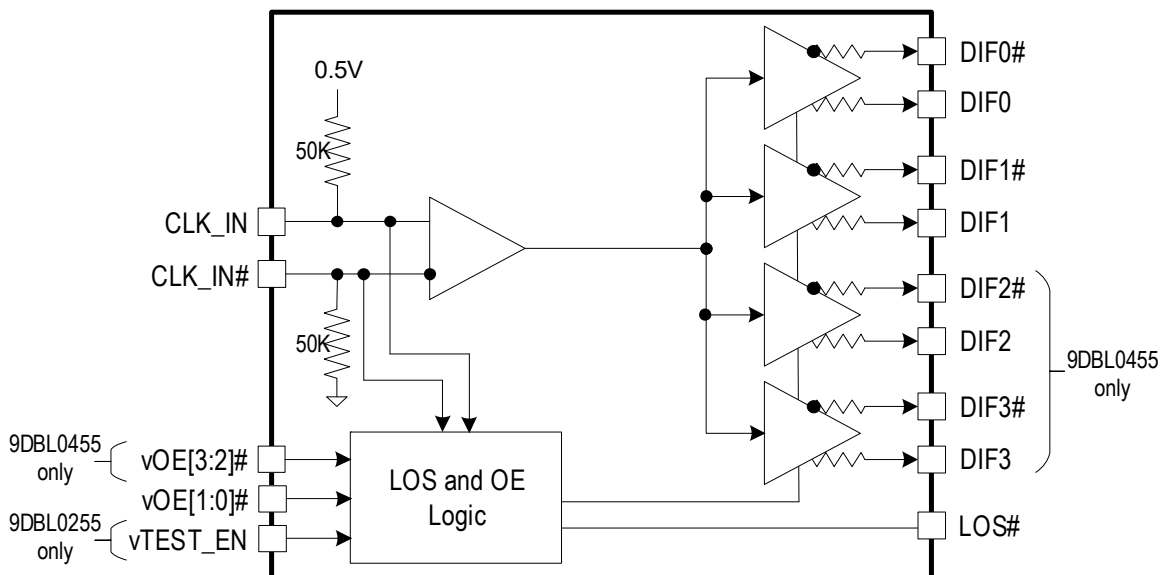 0.5V
50K
CLK_IN
CLK_IN#
50K
9DBL0455
only
vOE[3:2]#
vOE[1:0]#
9DBL0255
only
vTEST_EN
LOS and OE
Logic
DIF0#
DIF0
DIF1#
DIF1
DIF2#
DIF2
DIF3#
DIF3
9DBL0455
only
LOS#